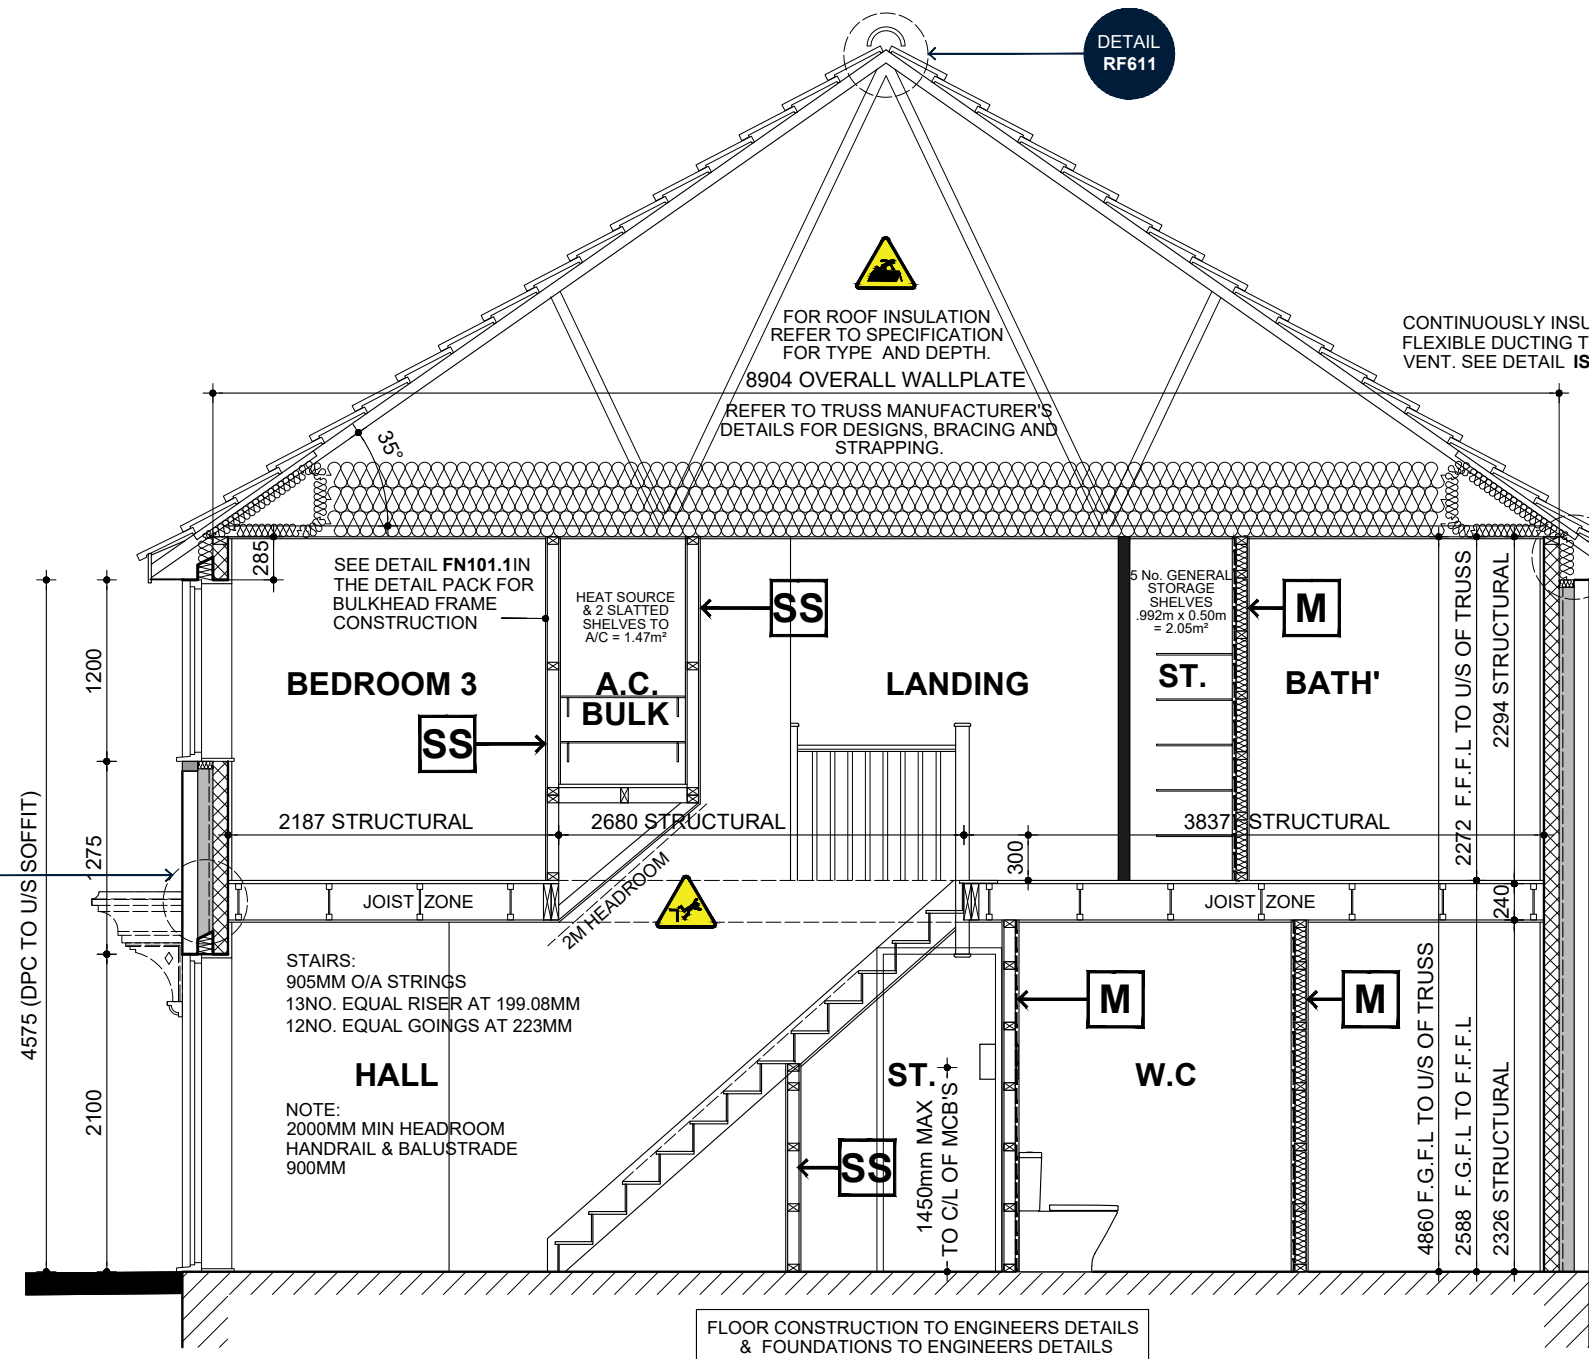 DETAIL
RF611
FOR ROOF INSULATION
REFER TO SPECIFICATION
FOR TYPE AND DEPTH.
8904 OVERALL WALLPLATE
REFER TO TRUSS MANUFACTURER'S
DETAILS FOR DESIGNS, BRACING AND
STRAPPING.
CONTINUOUSLY INSU
FLEXIBLE DUCTING T
VENT. SEE DETAIL IS
35°
285
SEE DETAIL FN101.1IN
THE DETAIL PACK FOR
BULKHEAD FRAME
CONSTRUCTION
HEAT SOURCE
& 2 SLATTED
SHELVES TO
A/C = 1.47m²
SS
5 No. GENERAL
STORAGE
SHELVES
.992m x 0.50m
= 2.05m²
M
BEDROOM 3
A.C.
BULK
LANDING
ST.
BATH'
SS
1200
1275
2100
4575 (DPC TO U/S SOFFIT)
2187 STRUCTURAL
2680 STRUCTURAL
3837 STRUCTURAL
300
2272 F.F.F.L TO U/S OF TRUSS
2294 STRUCTURAL
240
JOIST ZONE
JOIST ZONE
2M HEADROOM
STAIRS:
905MM O/A STRINGS
13NO. EQUAL RISER AT 199.08MM
12NO. EQUAL GOINGS AT 223MM
HALL
NOTE:
2000MM MIN HEADROOM
HANDRAIL & BALUSTRADE
900MM
ST.
SS
1450mm MAX
TO C/L OF MCB'S
M
W.C
M
4860 F.G.F.L TO U/S OF TRUSS
2588 F.G.F.L TO F.F.F.L
2326 STRUCTURAL
FLOOR CONSTRUCTION TO ENGINEERS DETAILS
& FOUNDATIONS TO ENGINEERS DETAILS